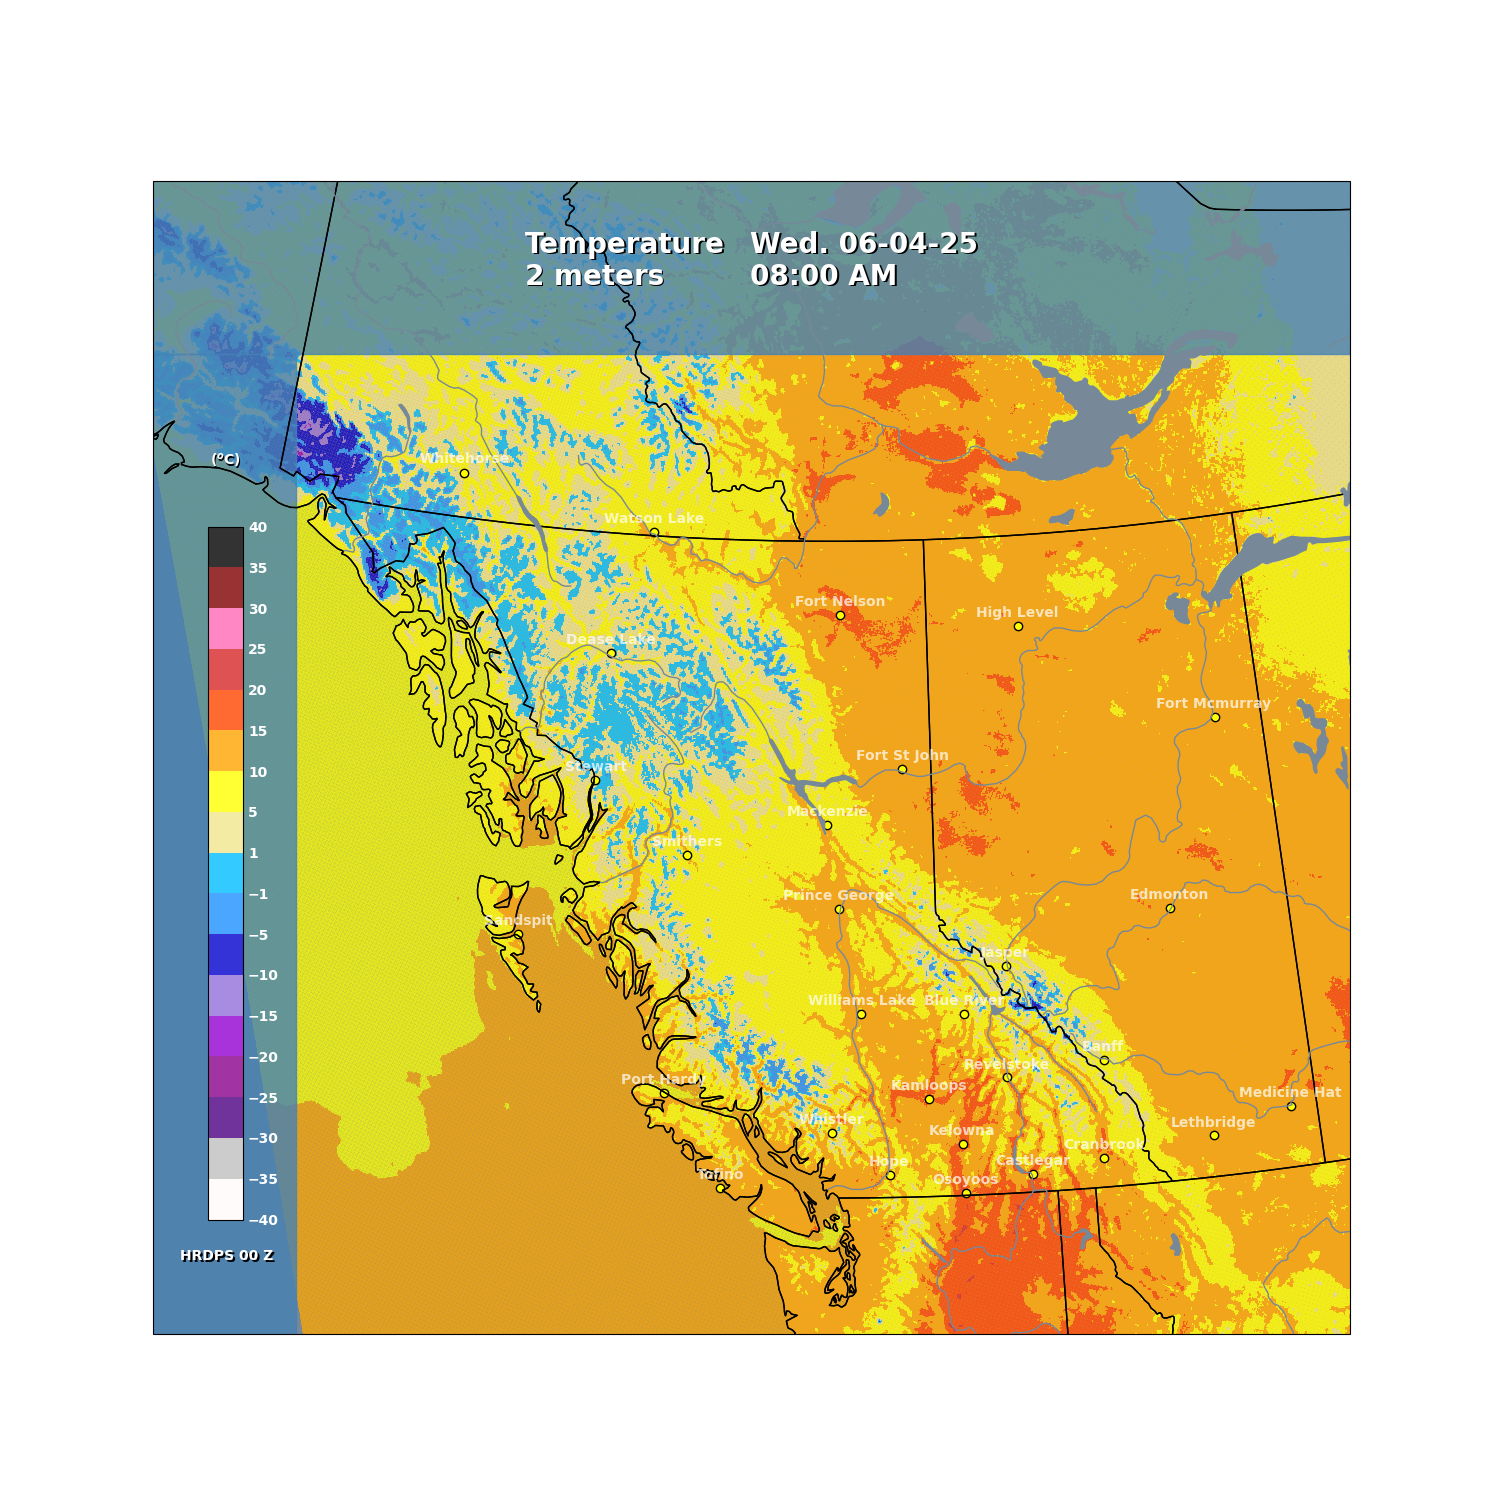 Temperature Wed. 06-04-25
2 meters 08:00 AM
(°C)
Whitehorse
Watson Lake
40
35
30
25
20
15
10
5
1
−1
−5
−10
−15
−20
−25
−30
−35
−40
Fort Nelson
High Level
Dease Lake
Fort Mcmurray
Fort St John
Stewart
Mackenzie
Smithers
Prince George
Edmonton
Sandspit
Jasper
Williams Lake
Blue River
Banff
Revelstoke
Port Hardy
Kamloops
Medicine Hat
Whistler
Lethbridge
Kelowna
Cranbrook
Hope
Castlegar
Tofino
Osoyoos
HRDPS 00 Z